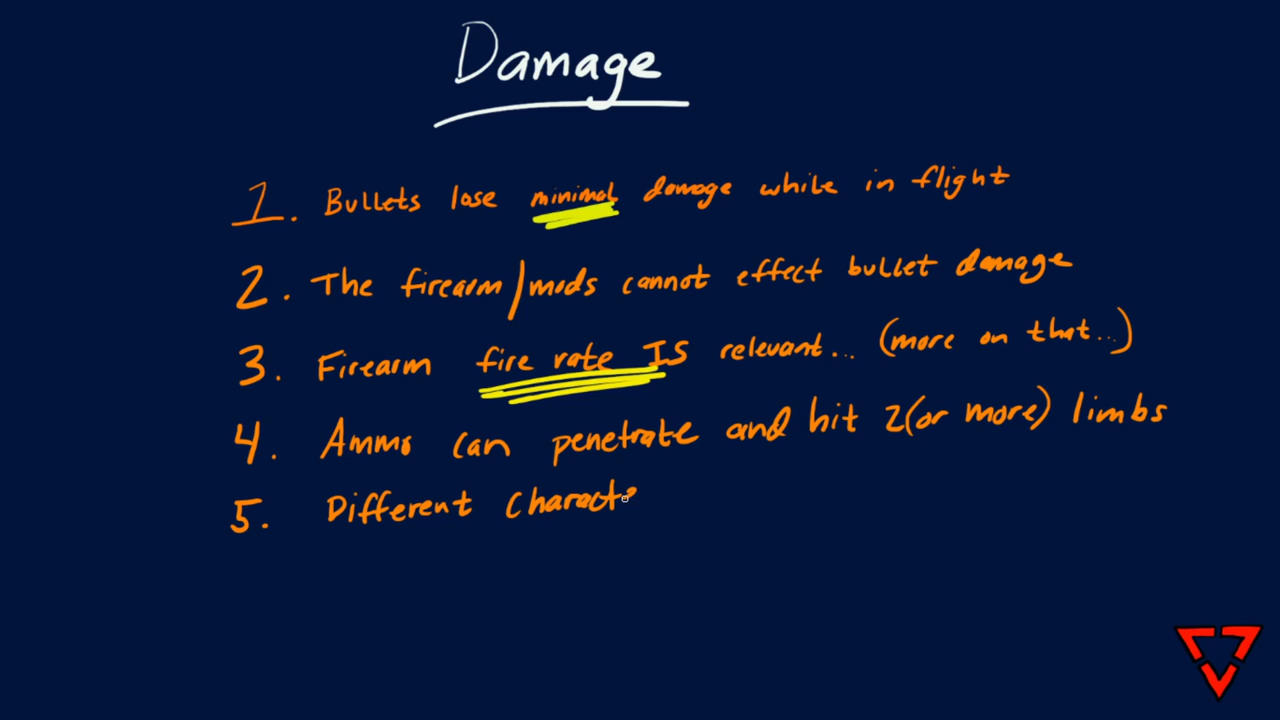 Damage
1. Bullets lose minimal damage while in flight
2. The firearm/mods cannot effect bullet damage
3. Firearm fire rate IS relevant... (more on that...)
4. Ammo can penetrate and hit 2(or more) limbs
5. Different Charact